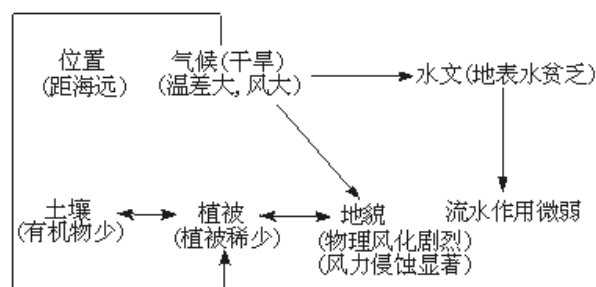 位置
(距海远)
气候(干旱)
(温差大,风大)
水文(地表水贫乏)
土壤
(有机物少)
植被
(植被稀少)
地貌
(物理风化剧烈)
(风力侵蚀显著)
流水作用微弱